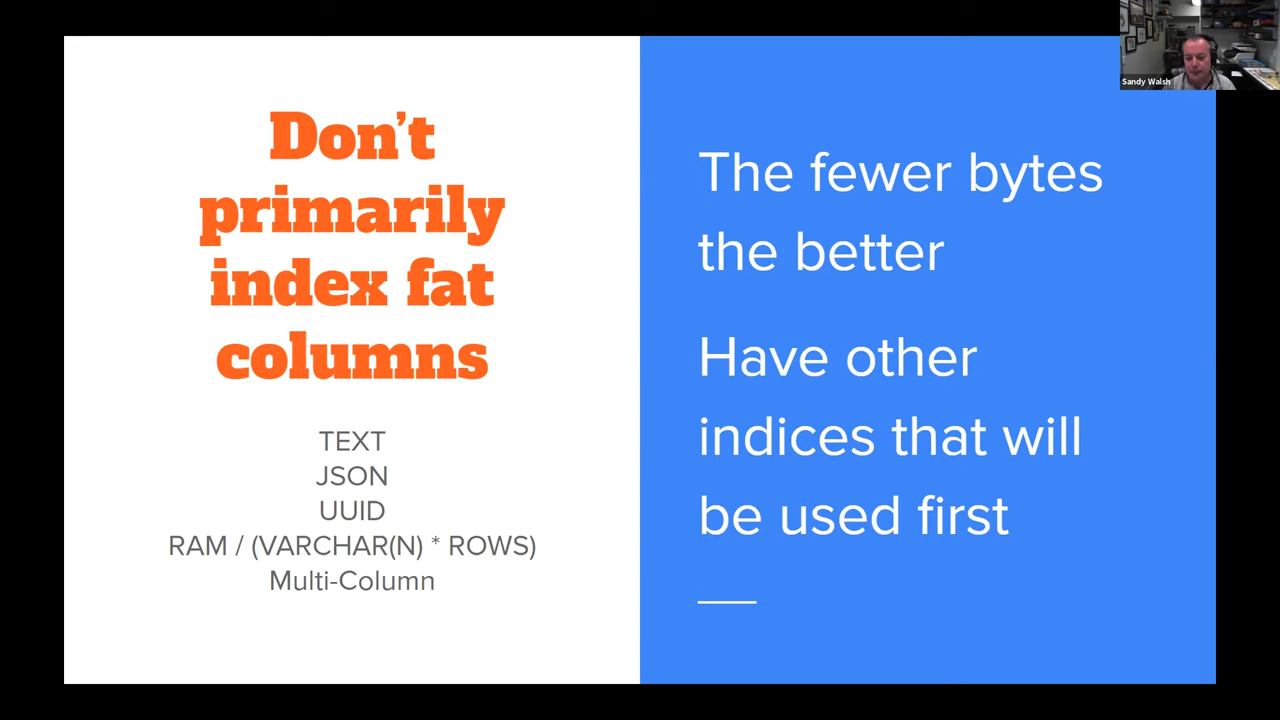 Don't
primarily
index fat
columns
TEXT
JSON
UUID
RAM / (VARCHAR(N) * ROWS)
Multi-Column
The fewer bytes
the better
Have other
indices that will
be used first
Sandy Walsh